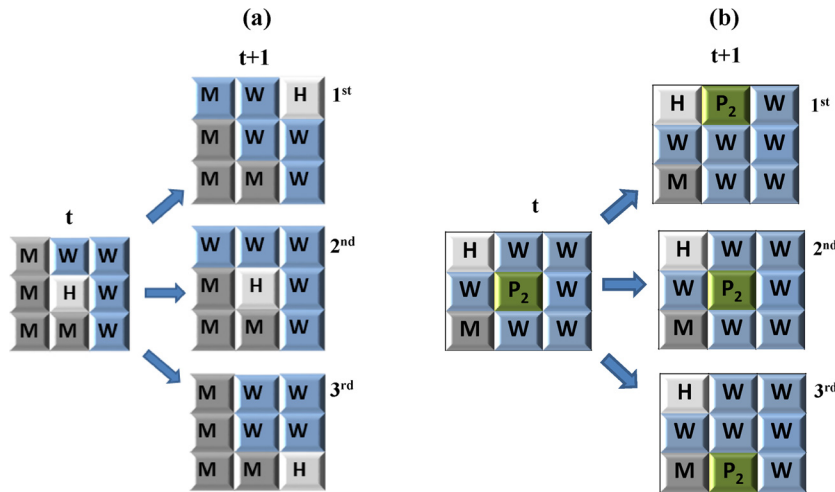 (a)
t+1
M W H 1st
M W W
M M W
t
M W W
M H W
M M W
W W W 2nd
M H W
M M W
M W W 3rd
M W W
M M H
(b)
t+1
H P2 W 1st
W W W
M W W
t
H W W
W P2 W
M W W
H W W 2nd
W P2 W
M W W
H W W 3rd
W W W
M P2 W